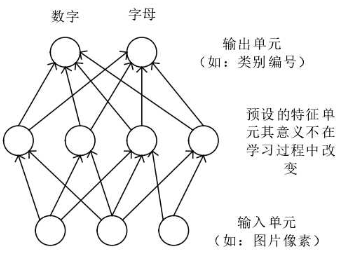 数字 字母
输出单元
（如：类别编号）
预设的特征单
元其意义不在
学习过程中改
变
输入单元
（如：图片像素）